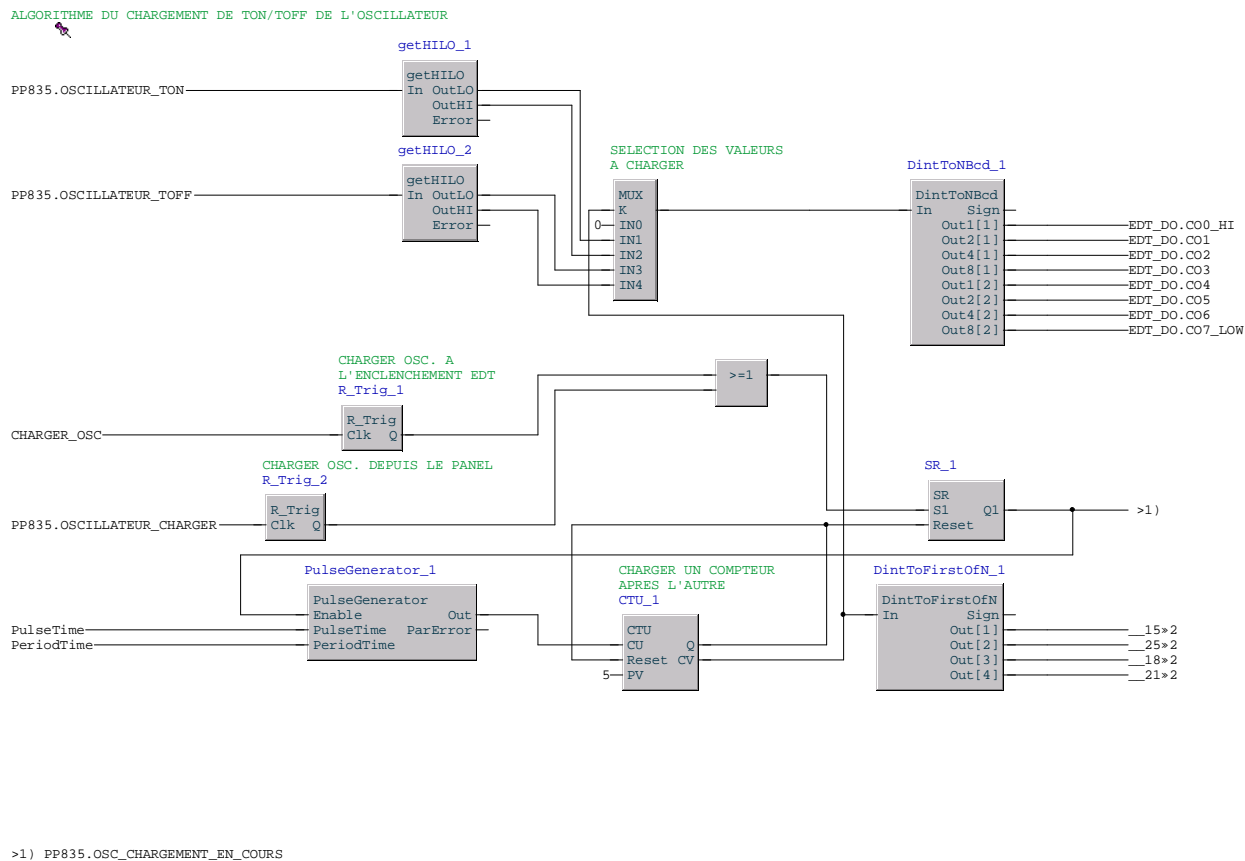 ALGORITHME DU CHARGEMENT DE TON/TOFF DE L'OSCILLATEUR
getHILO_1
getHILO
PP835.OSCILLATEUR_TON
In OutLO
OutHI
Error
getHILO_2
getHILO
PP835.OSCILLATEUR_TOFF
In OutLO
OutHI
Error
SELECTION DES VALEURS
A CHARGER
MUX
K
0
IN0
IN1
IN2
IN3
IN4
DintToNBcd_1
DintToNBcd
In Sign
Out1[1]
EDT_DO.CO0_HI
Out2[1]
EDT_DO.CO1
Out4[1]
EDT_DO.CO2
Out8[1]
EDT_DO.CO3
Out1[2]
EDT_DO.CO4
Out2[2]
EDT_DO.CO5
Out4[2]
EDT_DO.CO6
Out8[2]
EDT_DO.CO7_LOW
CHARGER OSC. A
L'ENCLENCHEMENT EDT
R_Trig_1
R_Trig
CHARGER_OSC
Clk Q
>=1
CHARGER OSC. DEPUIS LE PANEL
R_Trig_2
R_Trig
PP835.OSCILLATEUR_CHARGER
Clk Q
SR_1
SR
S1 Q1
>1)
Reset
PulseGenerator_1
PulseGenerator
Enable Out
PulseTime
PulseTime ParError
PeriodTime
PeriodTime
CHARGER UN COMPTEUR
APRES L'AUTRE
CTU_1
CTU
CU Q
Reset CV
5
PV
DintToFirstOfN_1
DintToFirstOfN
In Sign
Out[1]
__15»2
Out[2]
__25»2
Out[3]
__18»2
Out[4]
__21»2
>1) PP835.OSC_CHARGEMENT_EN_COURS